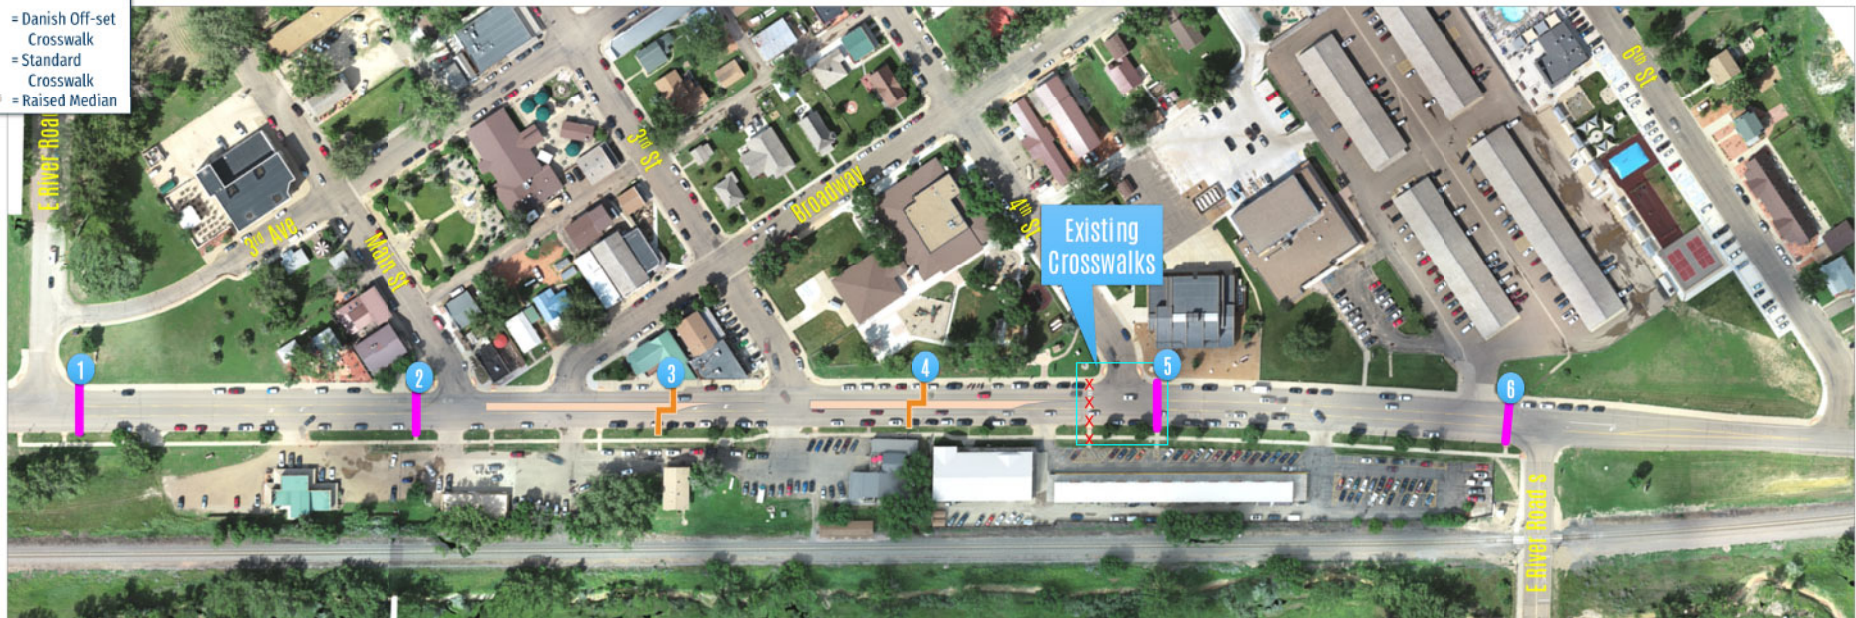 = Danish Off-set
Crosswalk
= Standard
Crosswalk
= Raised Median
E River Road
3rd Ave
Main St
3rd St
Broadway
4th St
6th St
Existing
Crosswalks
1
2
3
4
5
6
X
X
X
X
E River Road s